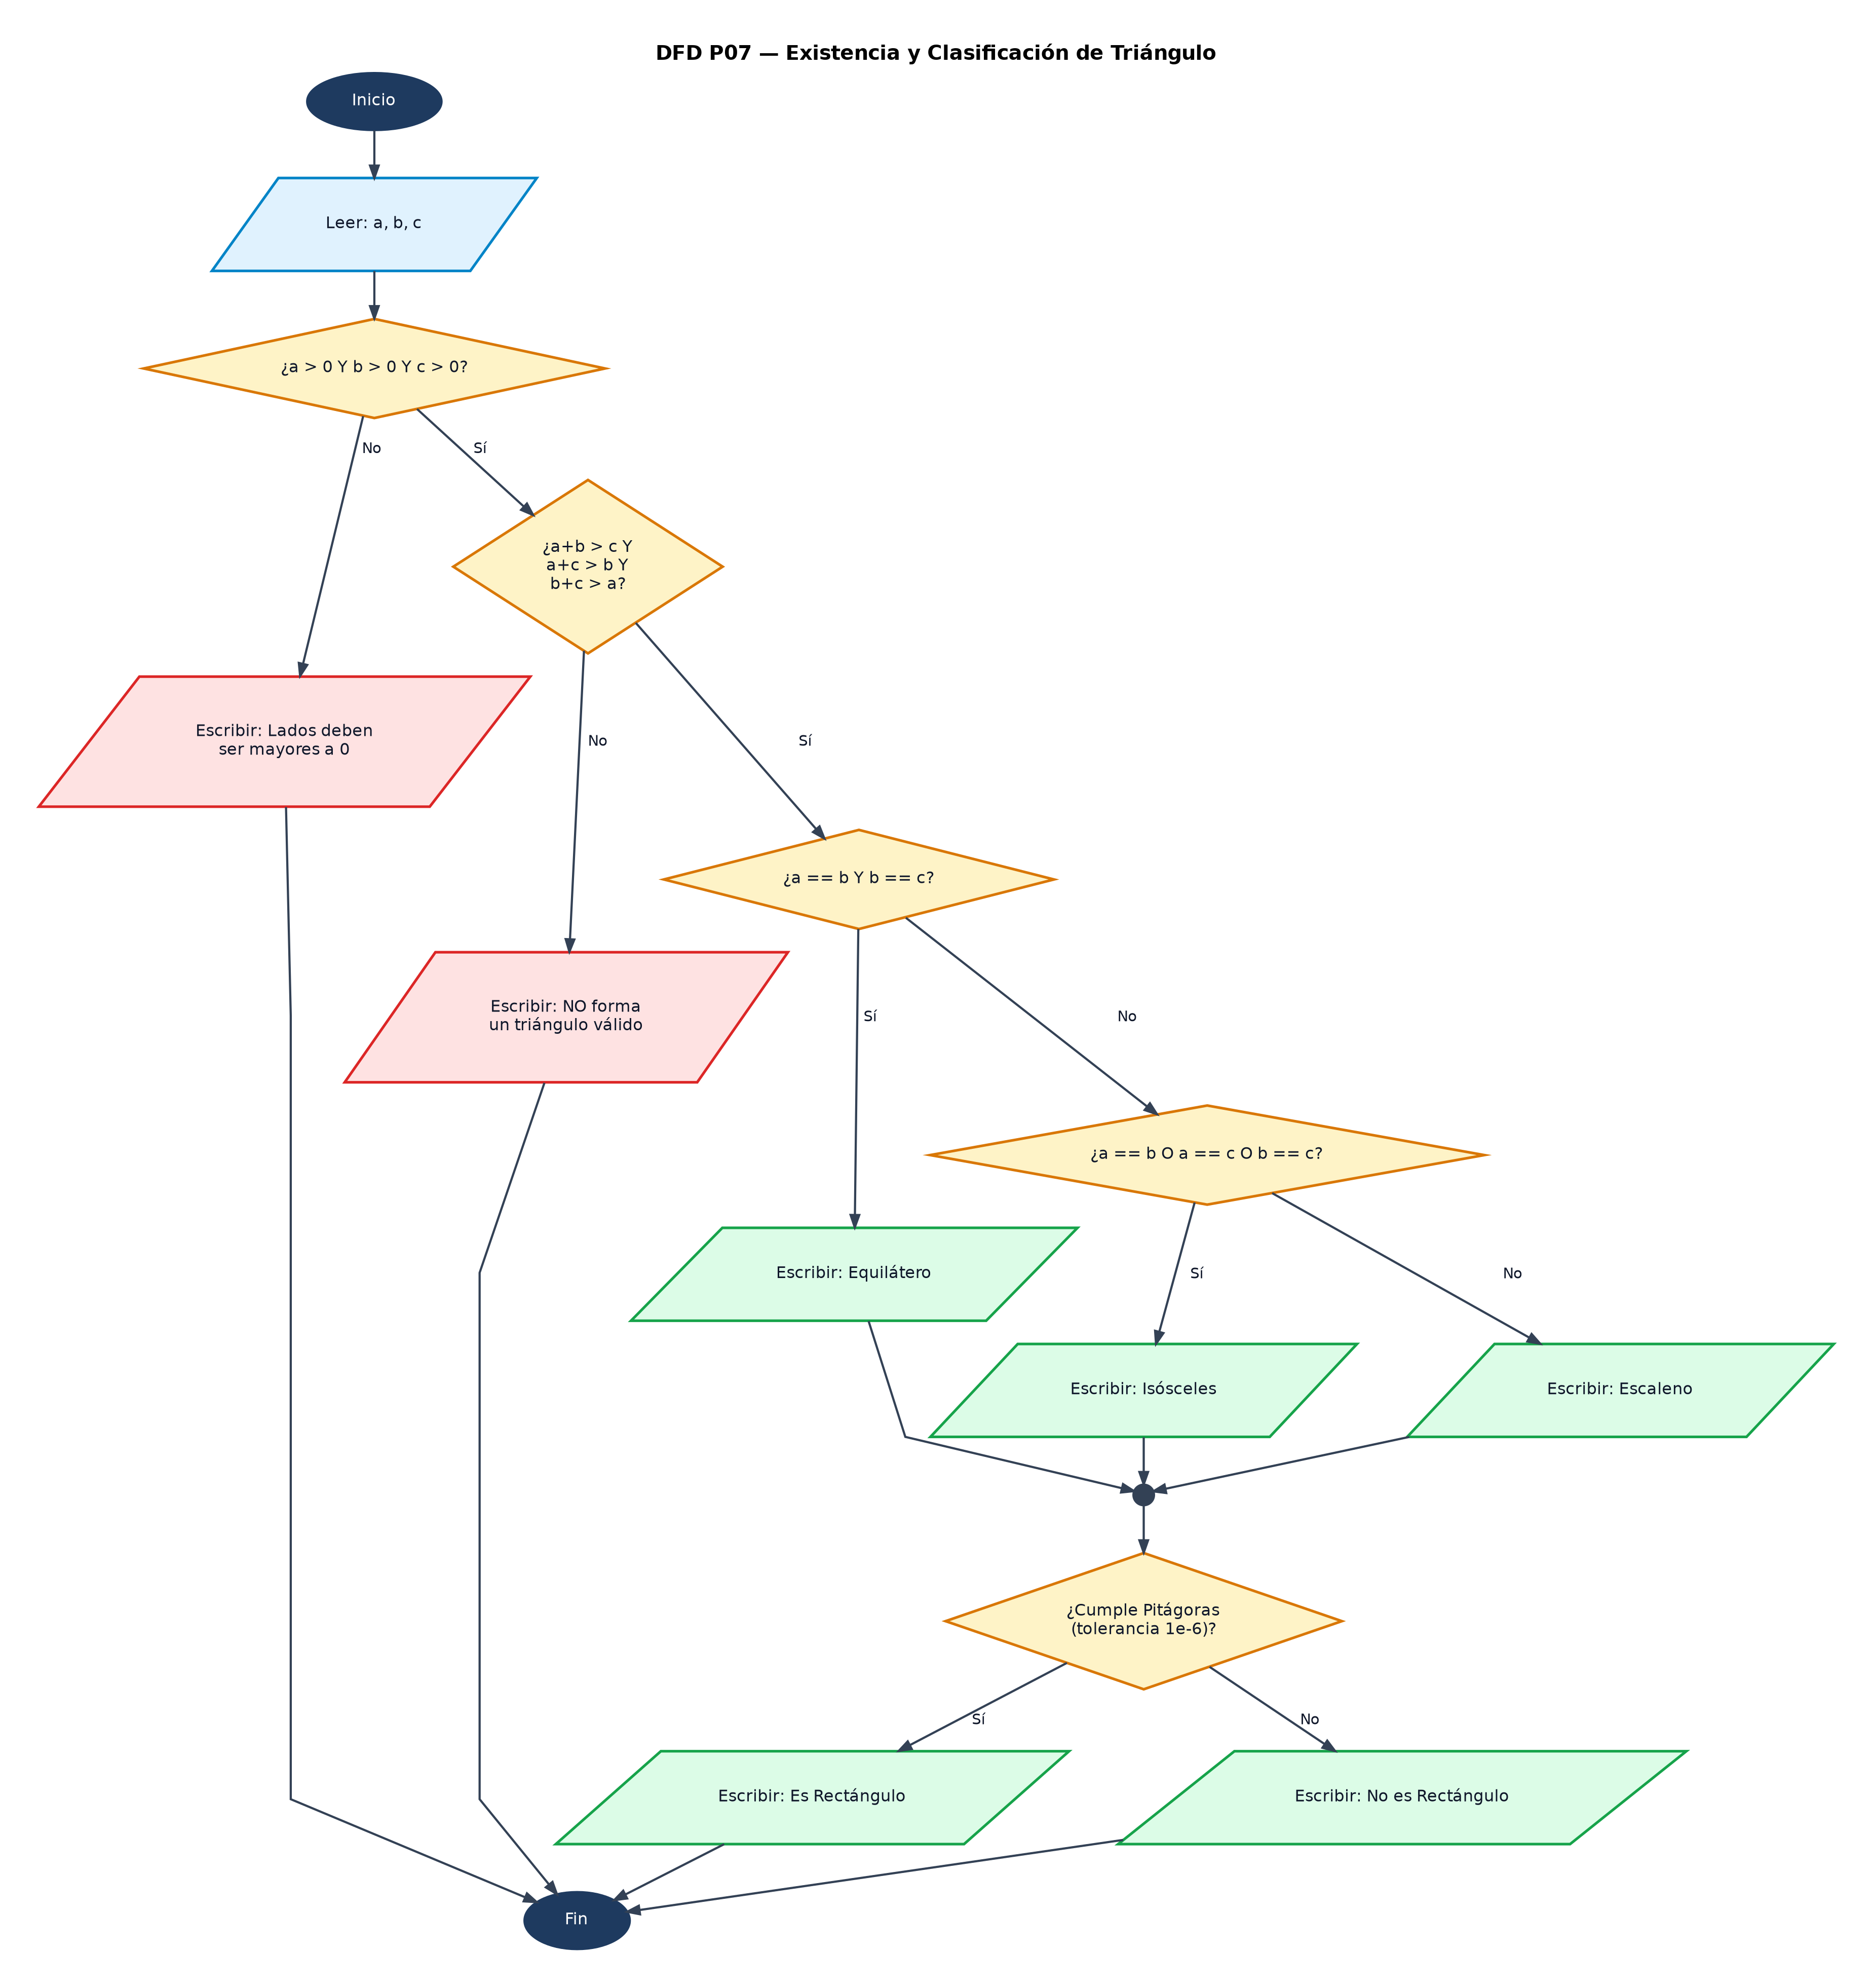 DFD P07 — Existencia y Clasificación de Triángulo
Inicio
Leer: a, b, c
¿a > 0 Y b > 0 Y c > 0?
No
Sí
¿a+b > c Y
a+c > b Y
b+c > a?
Escribir: Lados deben
ser mayores a 0
No
Sí
¿a == b Y b == c?
Escribir: NO forma
un triángulo válido
Sí
No
¿a == b O a == c O b == c?
Escribir: Equilátero
Sí
No
Escribir: Isósceles
Escribir: Escaleno
¿Cumple Pitágoras
(tolerancia 1e-6)?
Sí
No
Escribir: Es Rectángulo
Escribir: No es Rectángulo
Fin